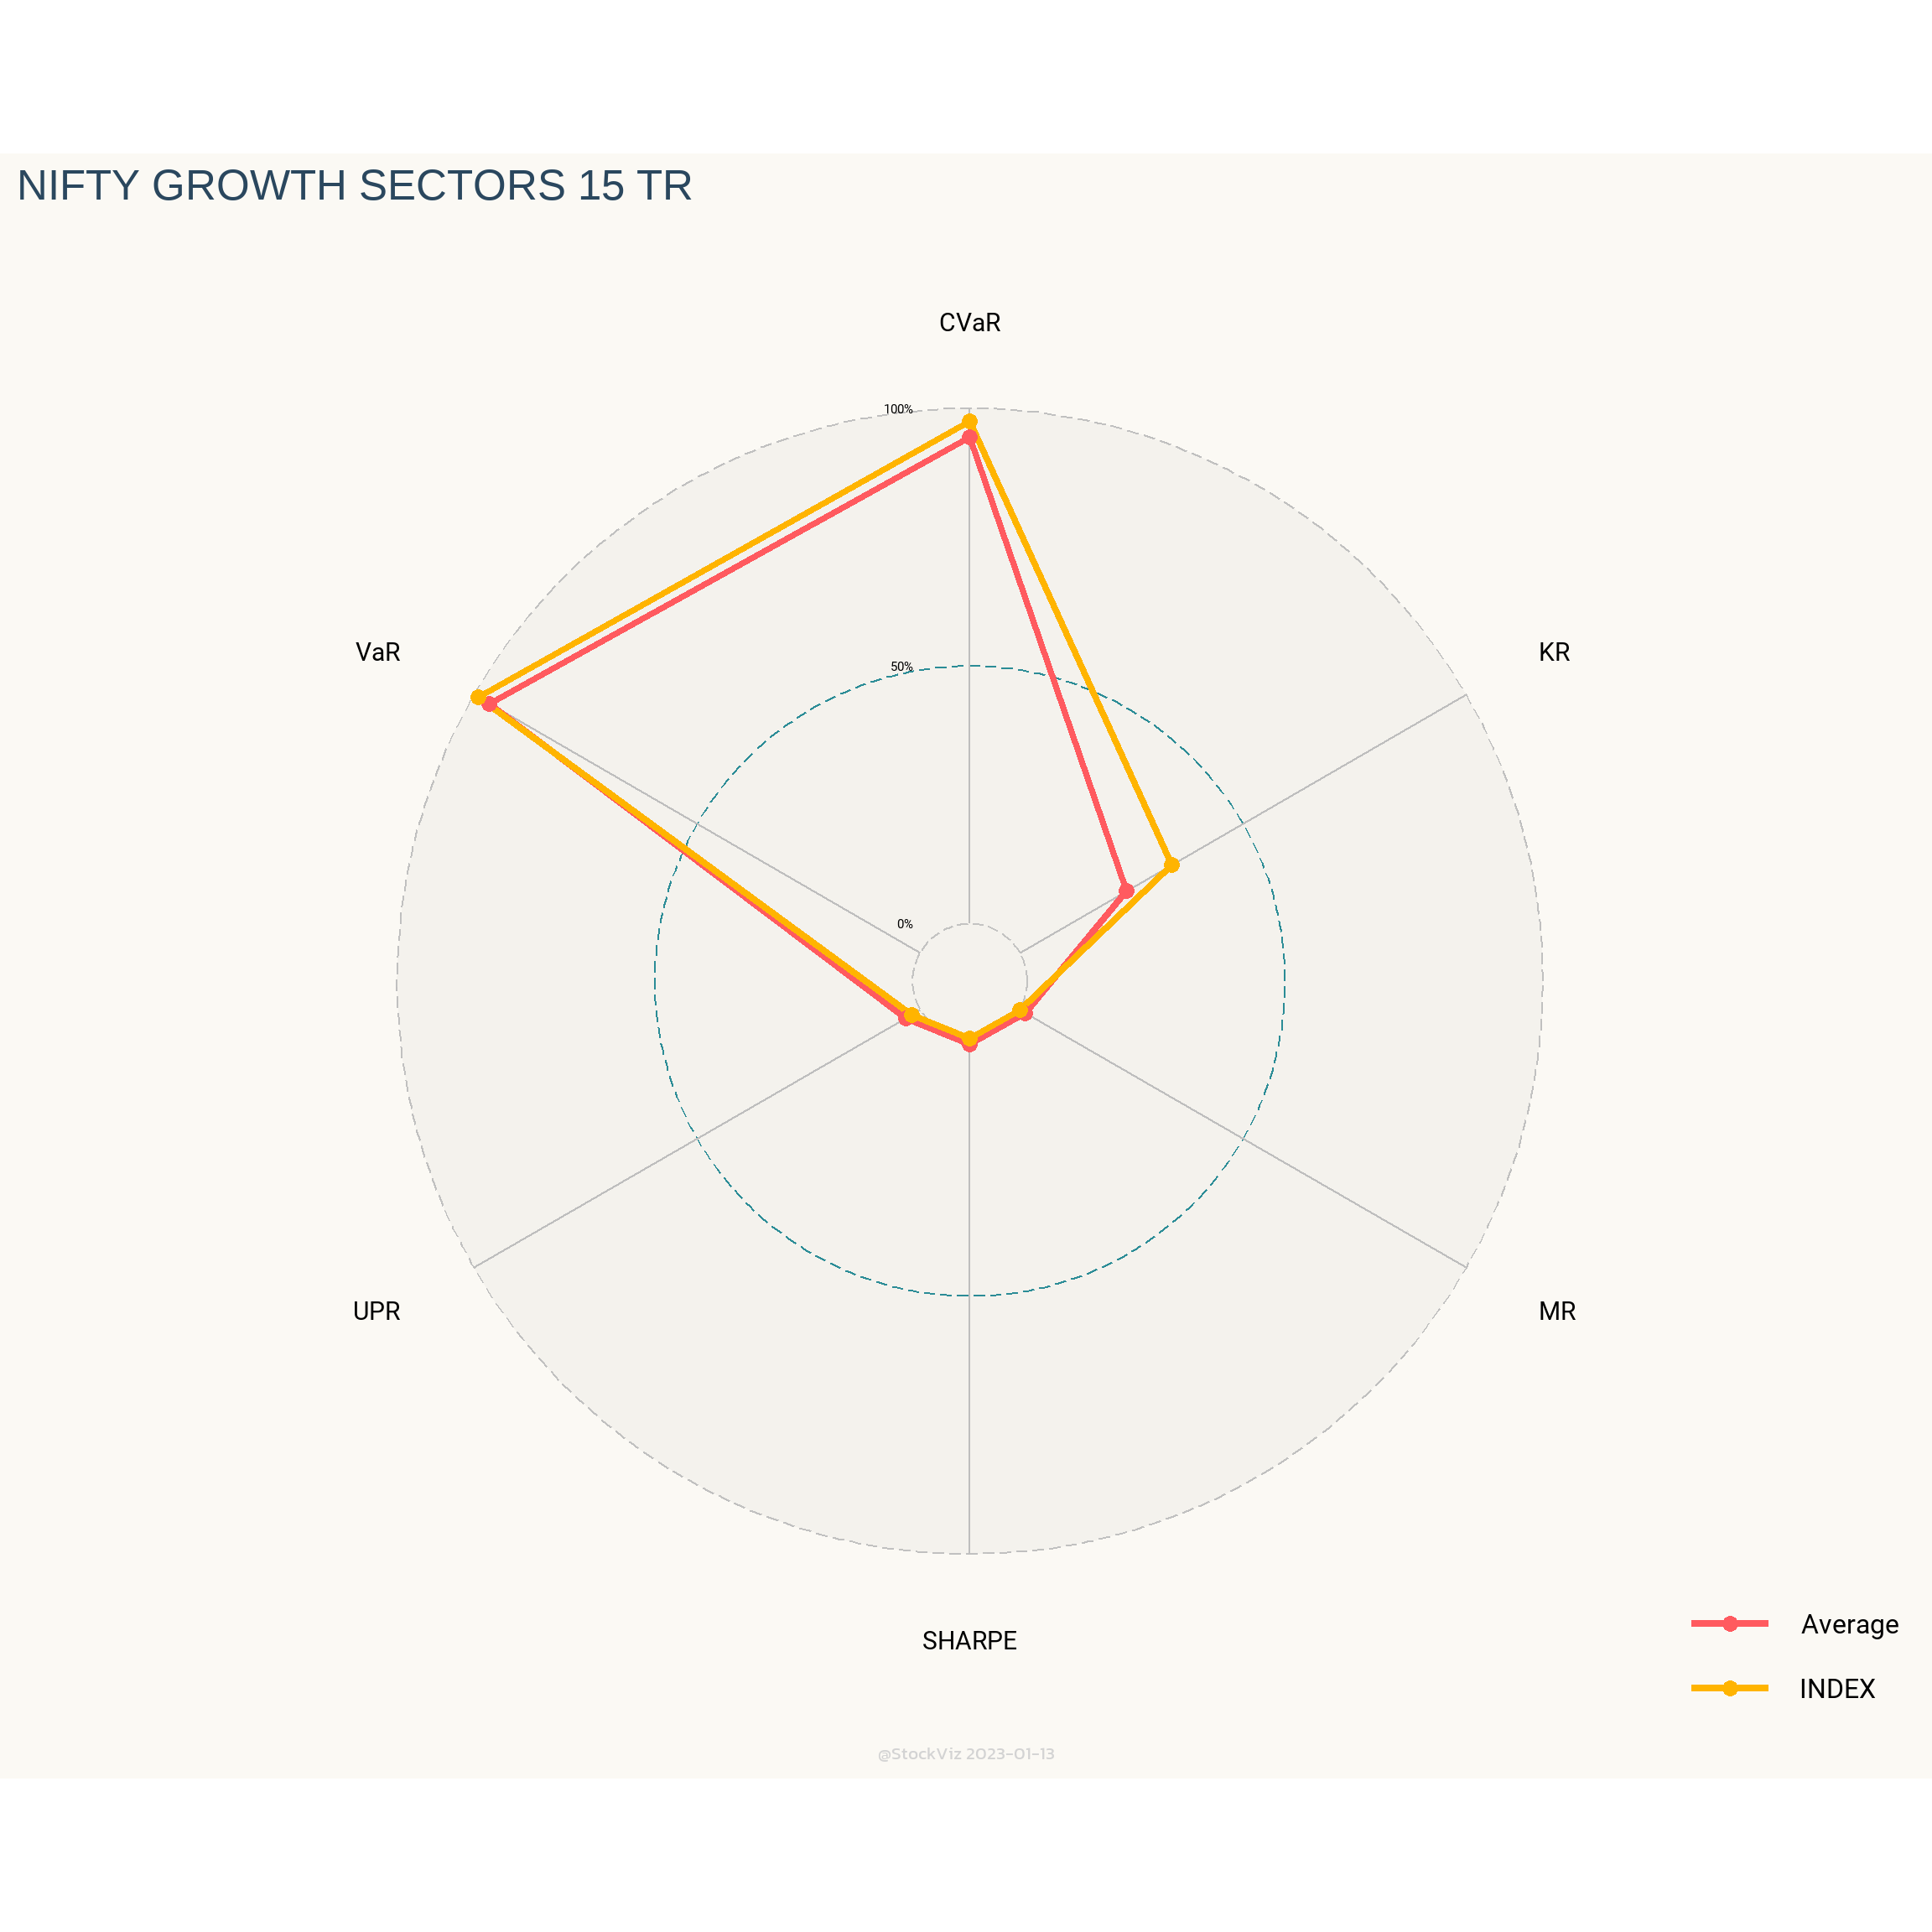 NIFTY GROWTH SECTORS 15 TR
CVaR
100%
VaR
KR
50%
0%
UPR
MR
SHARPE
Average
INDEX
@StockViz 2023-01-13